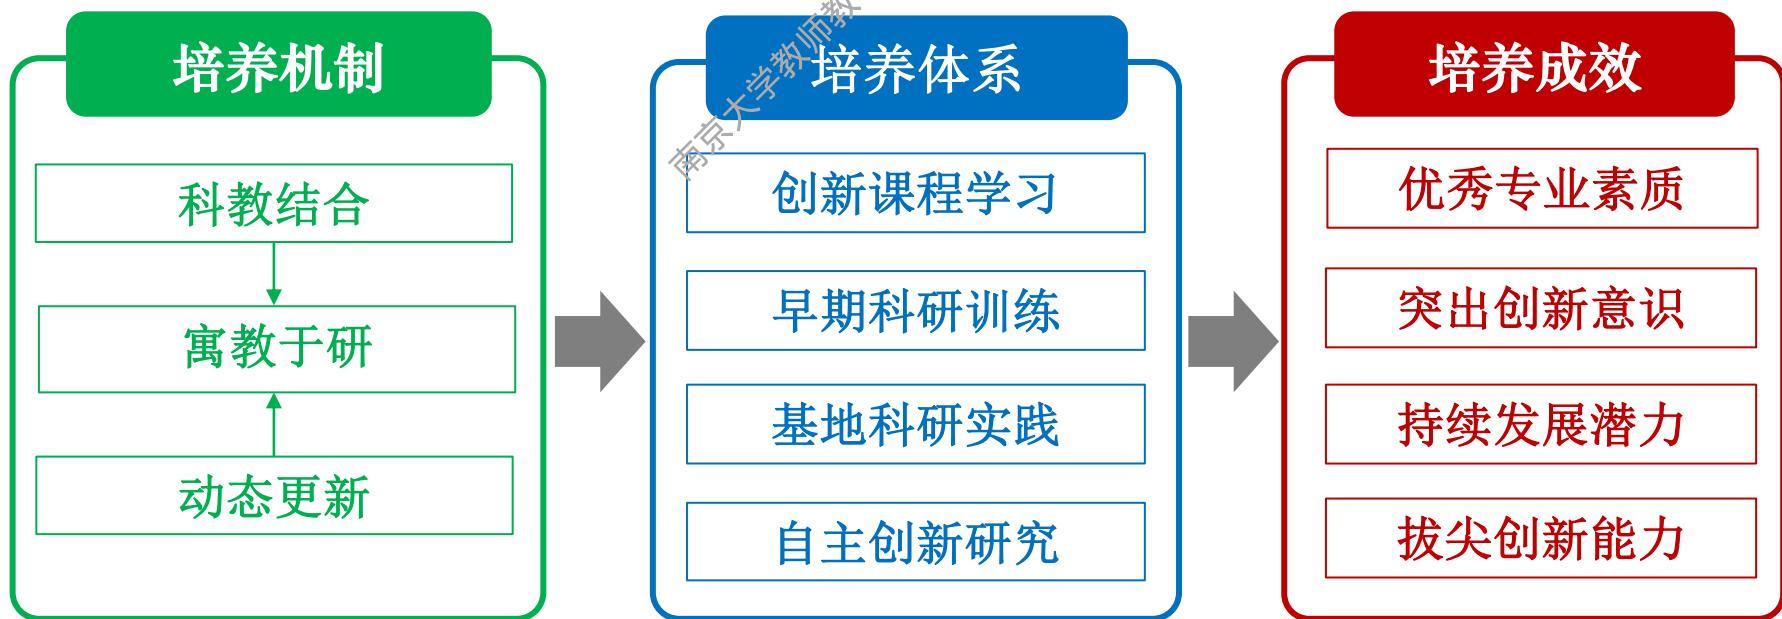 培养机制
科教结合
寓教于研
动态更新
培养体系
创新课程学习
早期科研训练
基地科研实践
自主创新研究
培养成效
优秀专业素质
突出创新意识
持续发展潜力
拔尖创新能力
南京大学教师教